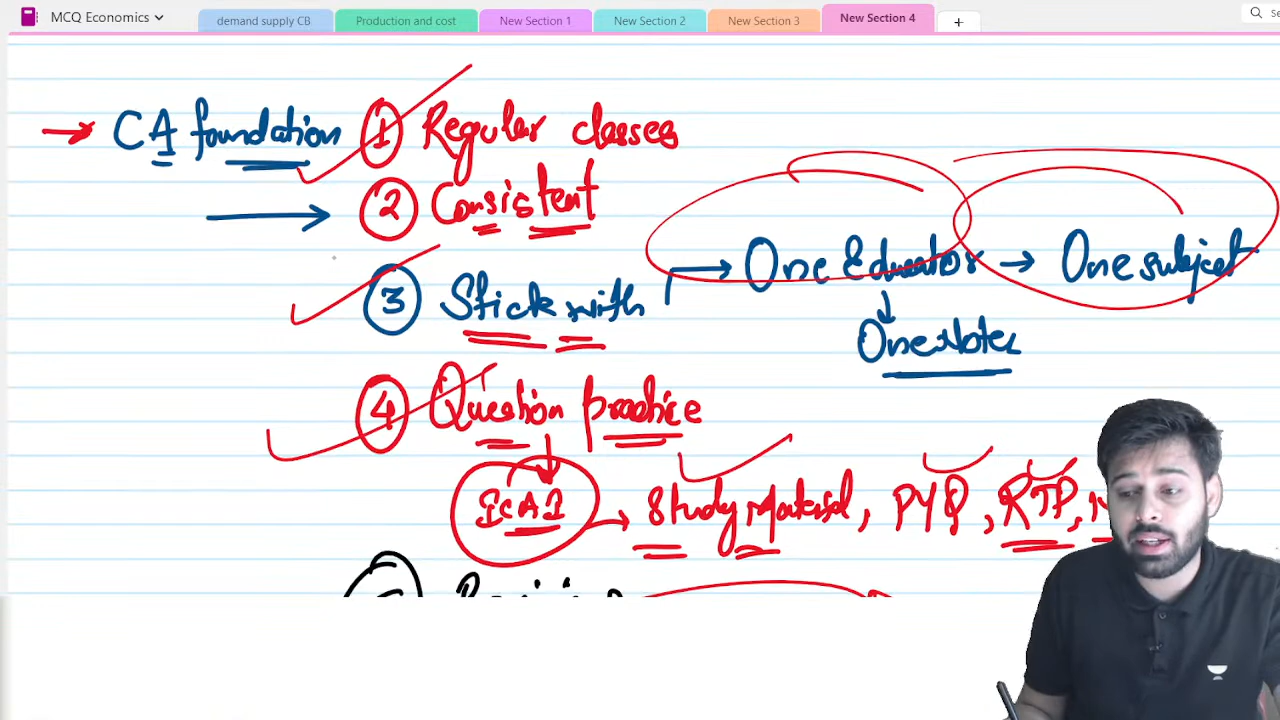 MCQ Economics
demand supply CB
Production and cost
New Section 1
New Section 2
New Section 3
New Section 4
+
Se
→ CA foundation ① Regular classes
→ ② Consistent
③ Stick with → One Educator → One subject
↓
One Notes
④ Question practice
↓
ICAI → Study material, PYQ, RTP,